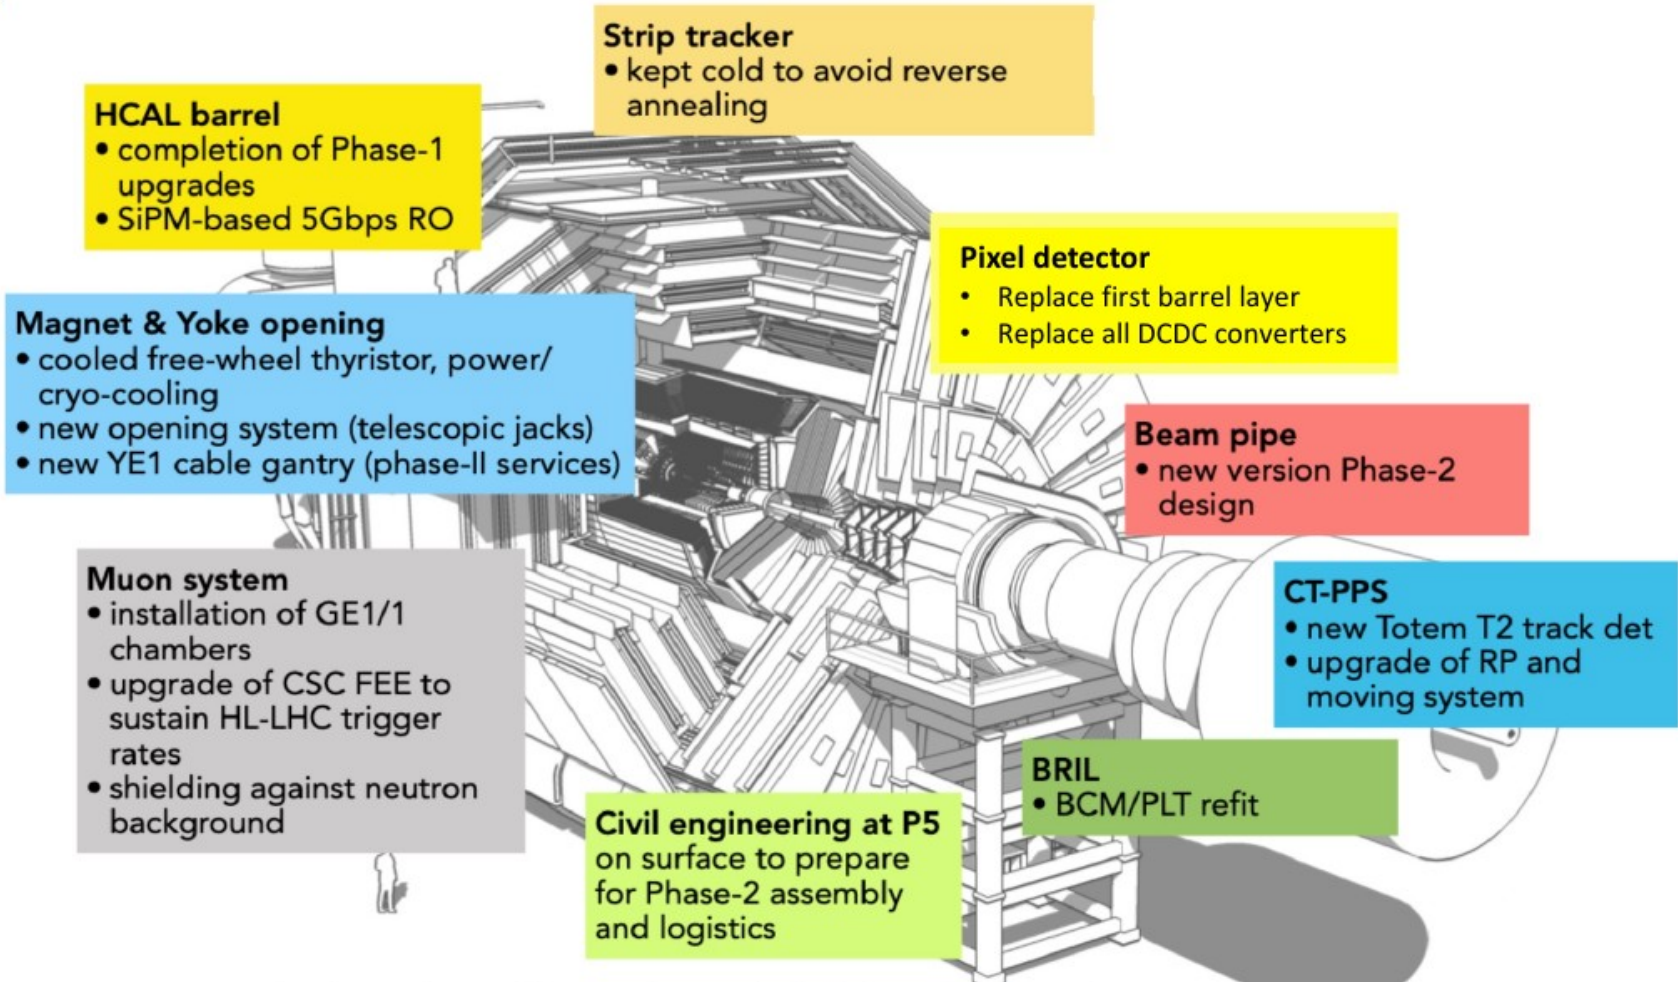 Strip tracker
• kept cold to avoid reverse
annealing
HCAL barrel
• completion of Phase-1
upgrades
• SiPM-based 5Gbps RO
Pixel detector
• Replace first barrel layer
• Replace all DCDC converters
Magnet & Yoke opening
• cooled free-wheel thyristor, power/
cryo-cooling
• new opening system (telescopic jacks)
• new YE1 cable gantry (phase-II services)
Beam pipe
• new version Phase-2
design
Muon system
• installation of GE1/1
chambers
• upgrade of CSC FEE to
sustain HL-LHC trigger
rates
• shielding against neutron
background
CT-PPS
• new Totem T2 track det
• upgrade of RP and
moving system
BRIL
• BCM/PLT refit
Civil engineering at P5
on surface to prepare
for Phase-2 assembly
and logistics